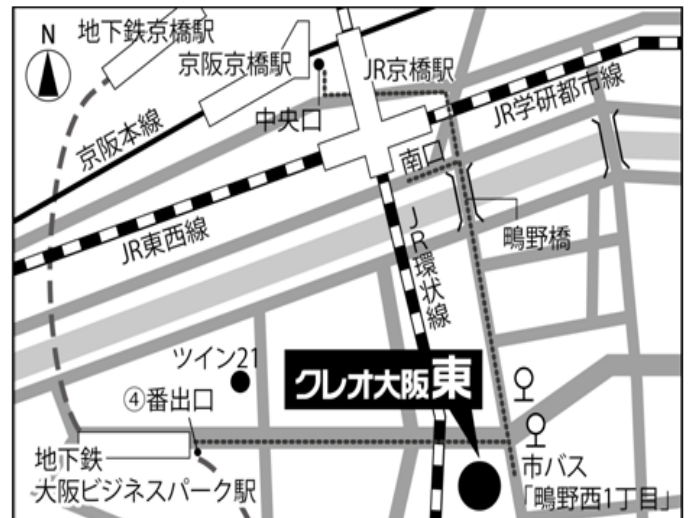 N
地下鉄京橋駅
京阪京橋駅
JR京橋駅
中央口
京阪本線
JR学研都市線
南口
JR東西線
鴫野橋
JR環状線
ツイン21
④番出口
クレオ大阪東
地下鉄
大阪ビジネスパーク駅
市バス
「鴫野西1丁目」